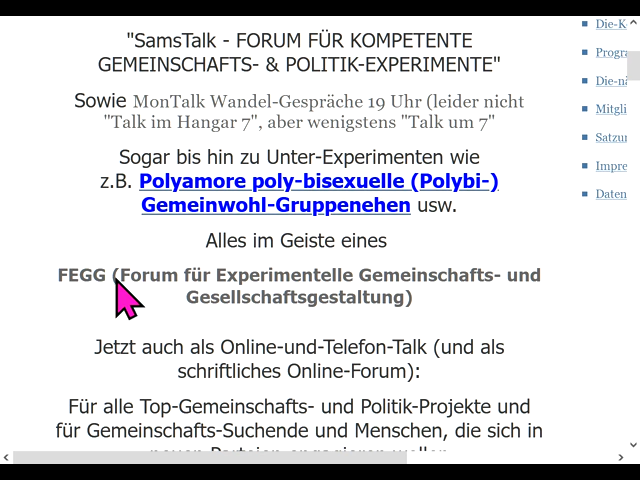 "SamsTalk - FORUM FÜR KOMPETENTE
GEMEINSCHAFTS- & POLITIK-EXPERIMENTE"
Sowie MonTalk Wandel-Gespräche 19 Uhr (leider nicht
"Talk im Hangar 7", aber wenigstens "Talk um 7"
Sogar bis hin zu Unter-Experimenten wie
z.B. Polyamore poly-bisexuelle (Polybi-)
Gemeinwohl-Gruppenehen usw.
Alles im Geiste eines
FEGG (Forum für Experimentelle Gemeinschafts- und
Gesellschaftsgestaltung)
Jetzt auch als Online-und-Telefon-Talk (und als
schriftliches Online-Forum):
Für alle Top-Gemeinschafts- und Politik-Projekte und
für Gemeinschafts-Suchende und Menschen, die sich in
Die-K
Progra
Die-nä
Mitgli
Satzur
Impre
Daten